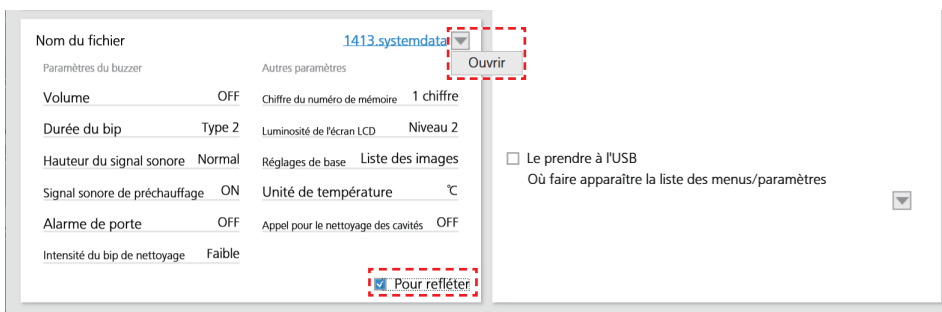 Nom du fichier 1413.systemdata
Ouvrir
Paramètres du buzzer Autres paramètres
Volume OFF Chiffre du numéro de mémoire 1 chiffre
Durée du bip Type 2 Luminosité de l'écran LCD Niveau 2
Hauteur du signal sonore Normal Réglages de base Liste des images
Signal sonore de préchauffage ON Unité de température ℃
Alarme de porte OFF Appel pour le nettoyage des cavités OFF
Intensité du bip de nettoyage Faible
Pour refléter
Le prendre à l'USB
Où faire apparaître la liste des menus/paramètres